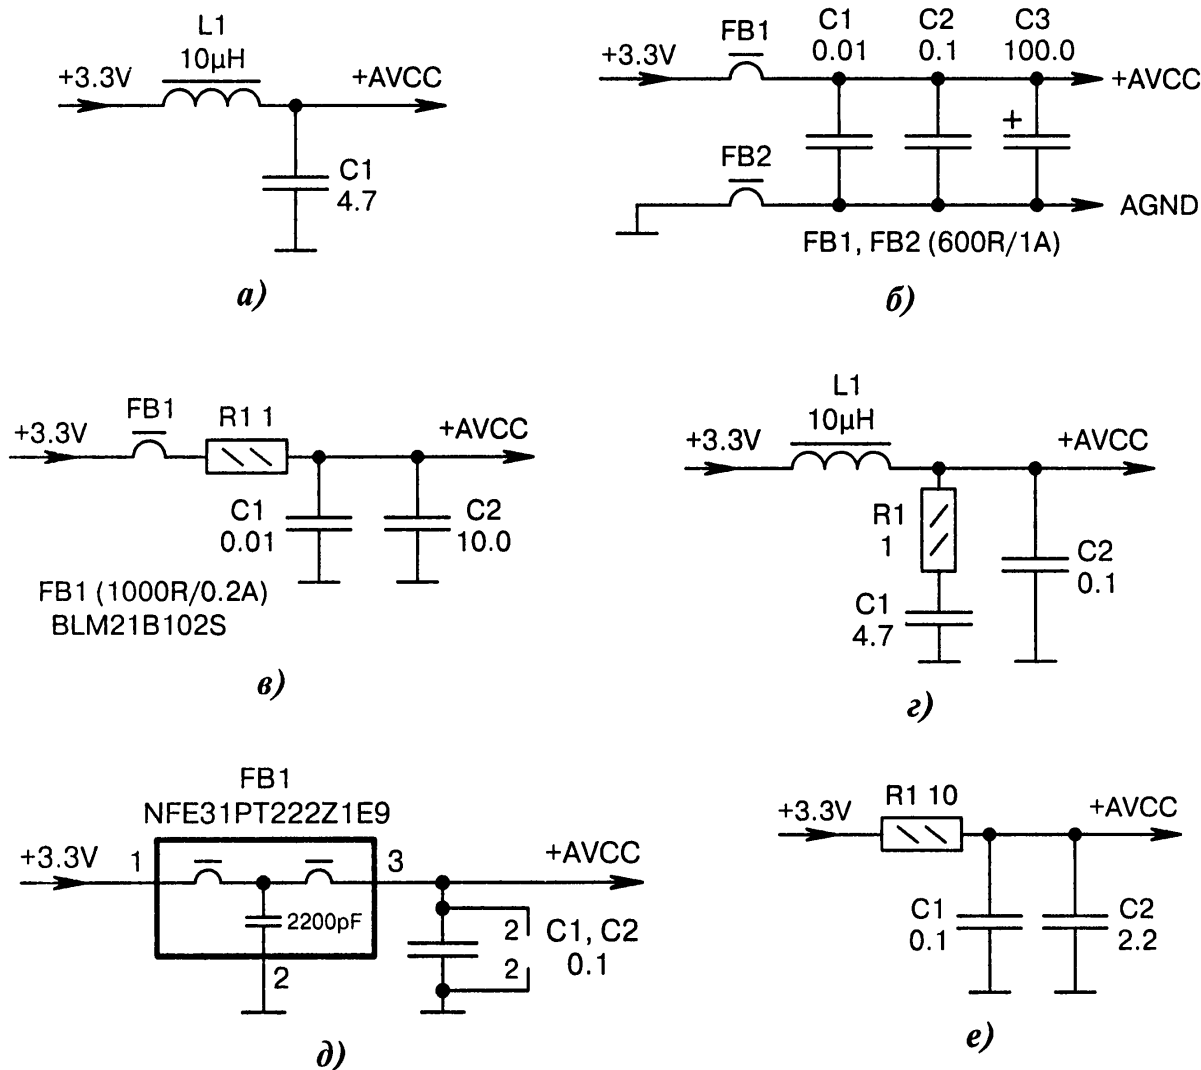 L1
10µH
+3.3V
+AVCC
C1
4.7
а)
FB1
C1
0.01
C2
0.1
C3
100.0
+3.3V
+AVCC
+
FB2
AGND
FB1, FB2 (600R/1A)
б)
FB1
R1 1
+3.3V
+AVCC
C1
0.01
C2
10.0
FB1 (1000R/0.2A)
BLM21B102S
в)
L1
10µH
+3.3V
+AVCC
R1
1
C2
0.1
C1
4.7
г)
FB1
NFE31PT222Z1E9
+3.3V
1
3
+AVCC
2200pF
2
2
2
C1, C2
0.1
д)
+3.3V
R1 10
+AVCC
C1
0.1
C2
2.2
е)